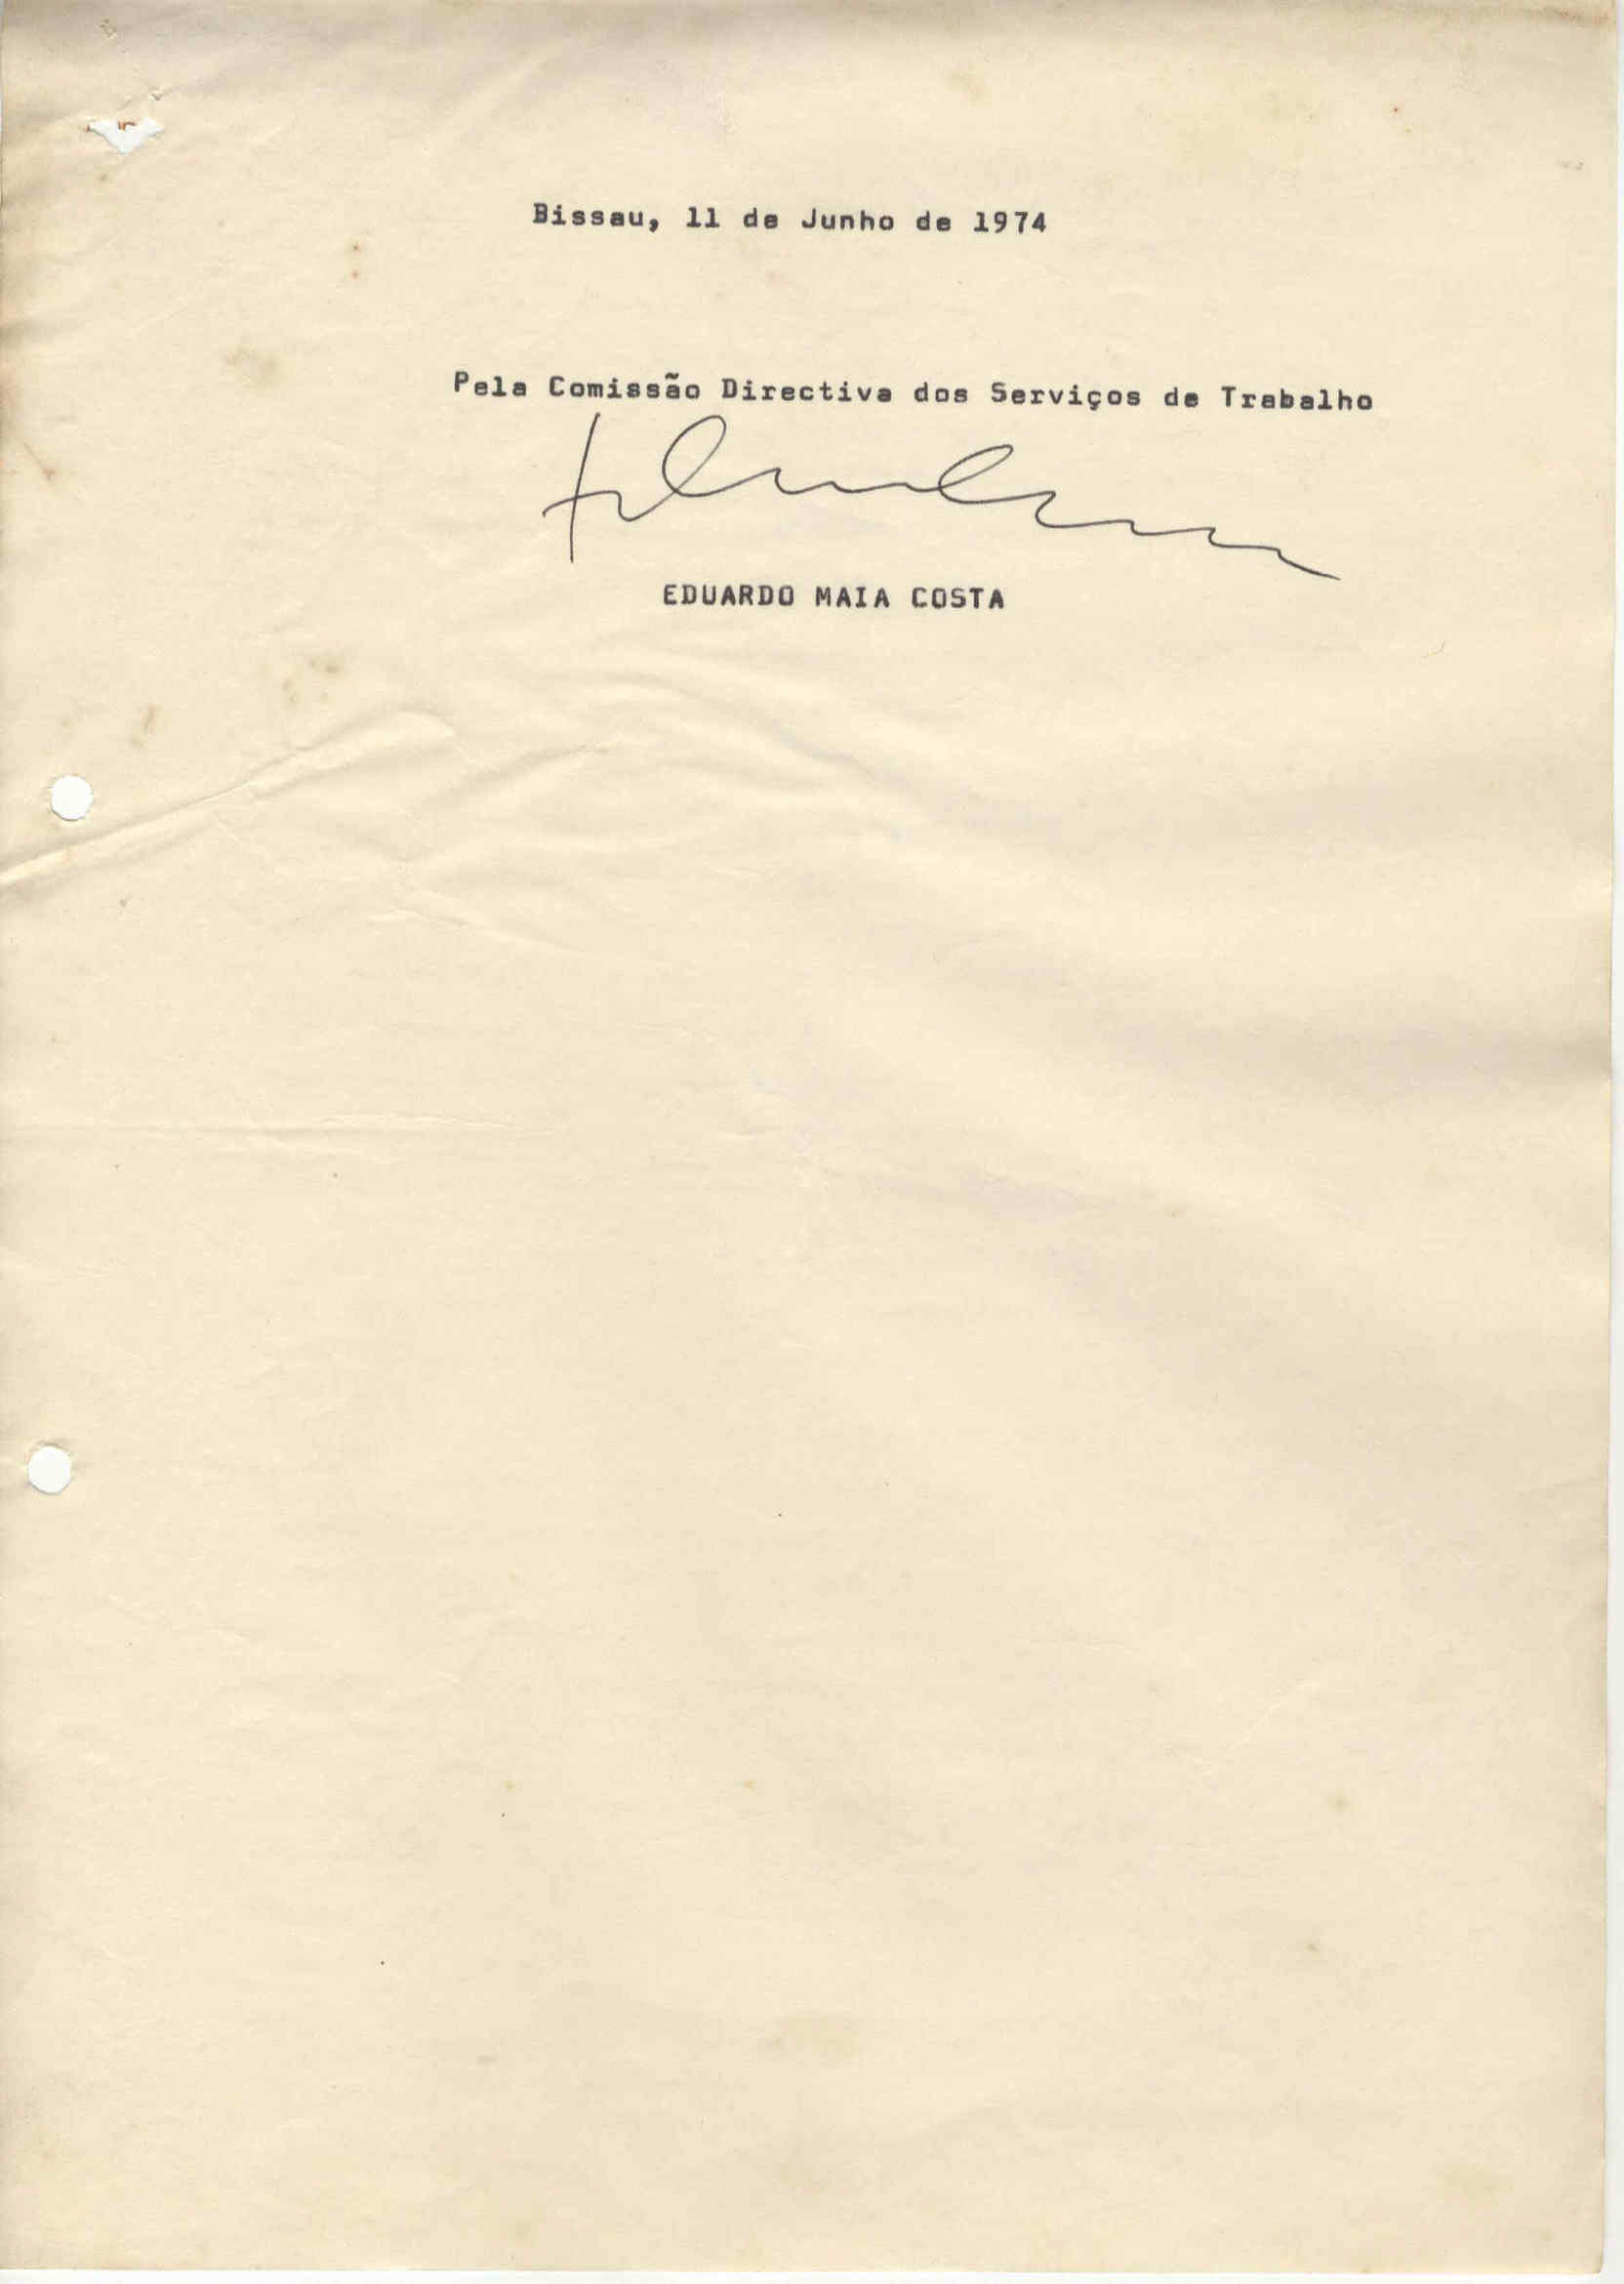 Bissau, 11 de Junho de 1974
Pela Comissão Directiva dos Serviços de Trabalho
EDUARDO MAIA COSTA